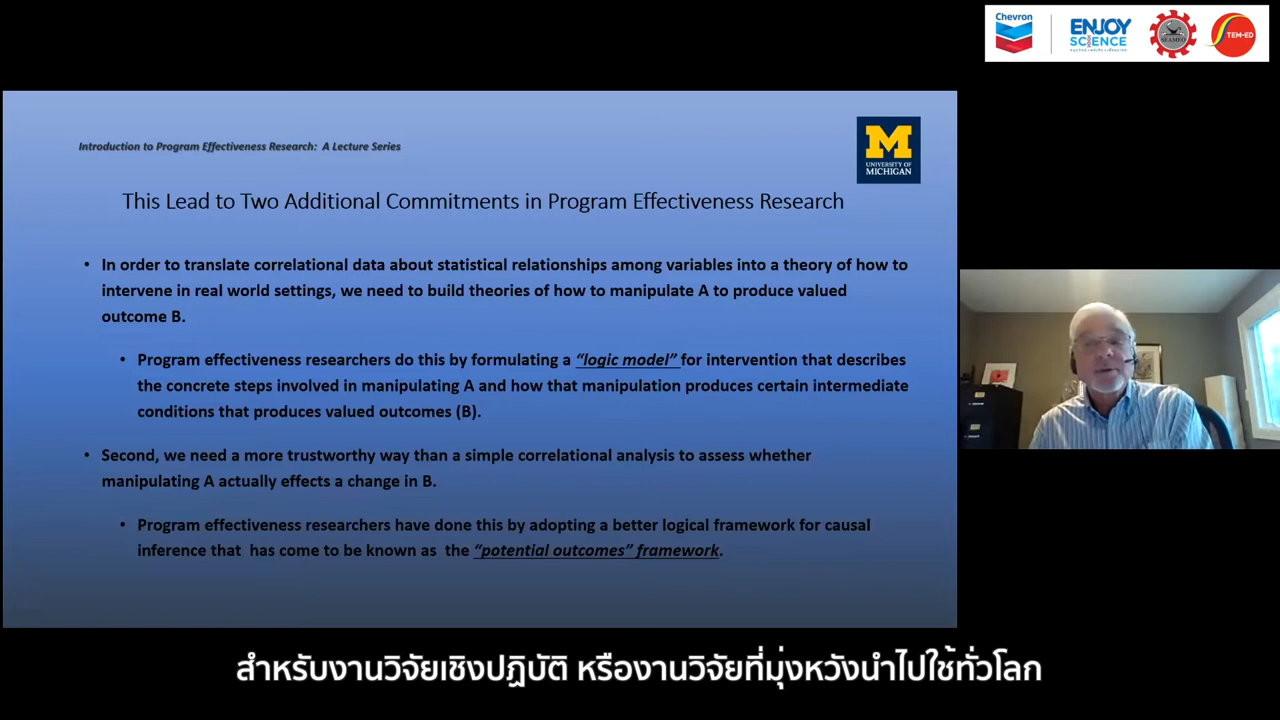 Chevron
ENJOY
SCIENCE
SEAMEO
STEM-ED
Introduction to Program Effectiveness Research: A Lecture Series
UNIVERSITY OF
MICHIGAN
This Lead to Two Additional Commitments in Program Effectiveness Research
• In order to translate correlational data about statistical relationships among variables into a theory of how to
intervene in real world settings, we need to build theories of how to manipulate A to produce valued
outcome B.
• Program effectiveness researchers do this by formulating a “logic model” for intervention that describes
the concrete steps involved in manipulating A and how that manipulation produces certain intermediate
conditions that produces valued outcomes (B).
• Second, we need a more trustworthy way than a simple correlational analysis to assess whether
manipulating A actually effects a change in B.
• Program effectiveness researchers have done this by adopting a better logical framework for causal
inference that has come to be known as the “potential outcomes” framework.
สำหรับงานวิจัยเชิงปฏิบัติ หรืองานวิจัยที่มุ่งหวังนำไปใช้ทั่วโลก